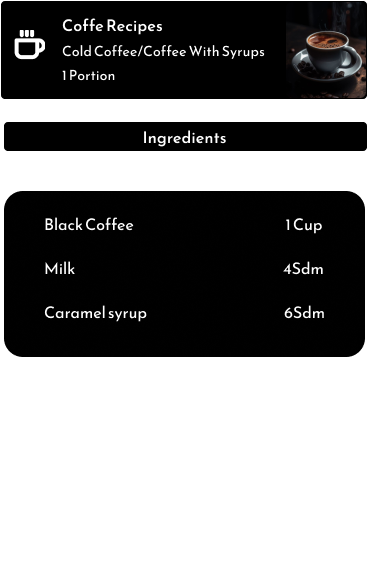 Coffe Recipes
Cold Coffee/Coffee With Syrups
1 Portion
Ingredients
Black Coffee 1 Cup
Milk 4Sdm
Caramel syrup 6Sdm